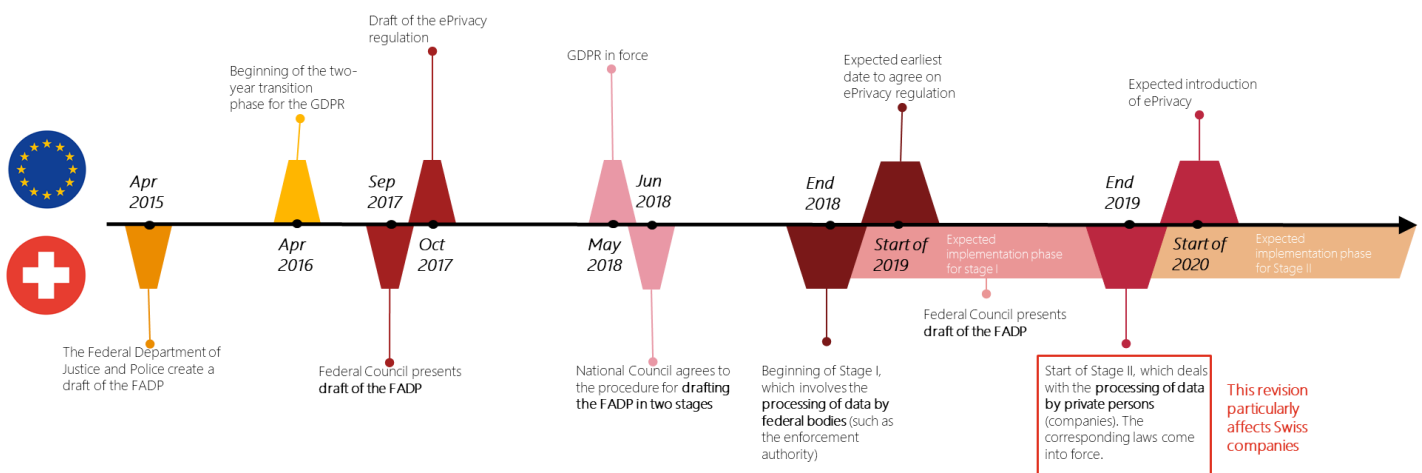 Draft of the ePrivacy
regulation
Beginning of the two-
year transition
phase for the GDPR
GDPR in force
Expected earliest
date to agree on
ePrivacy regulation
Expected introduction
of ePrivacy
Apr
2015
Sep
2017
Jun
2018
End
2018
End
2019
Apr
2016
Oct
2017
May
2018
Start of
2019
Expected
implementation phase
for stage I
Start of
2020
Expected
implementation phase
for Stage II
The Federal Department of
Justice and Police create a
draft of the FADP
Federal Council presents
draft of the FADP
National Council agrees to
the procedure for drafting
the FADP in two stages
Beginning of Stage I,
which involves the
processing of data by
federal bodies (such as
the enforcement
authority)
Federal Council presents
draft of the FADP
Start of Stage II, which deals
with the processing of data
by private persons
(companies). The
corresponding laws come
into force.
This revision
particularly
affects Swiss
companies